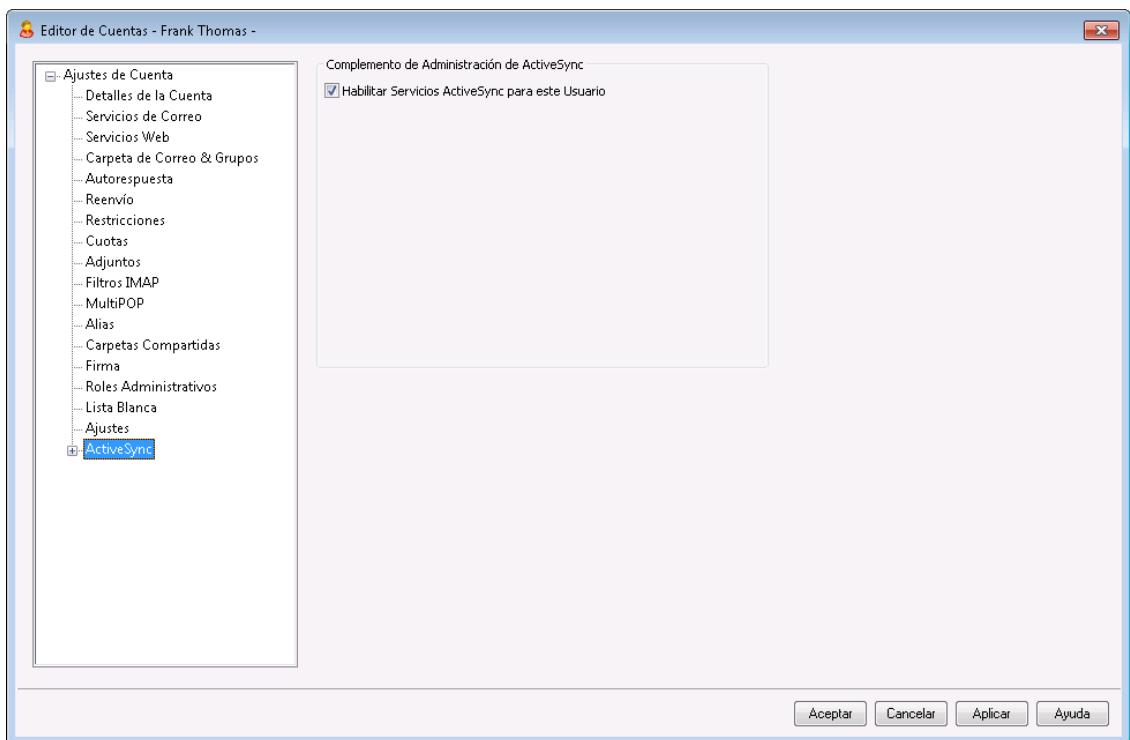 Editor de Cuentas - Frank Thomas -
Ajustes de Cuenta
Detalles de la Cuenta
Servicios de Correo
Servicios Web
Carpeta de Correo & Grupos
Autorespuesta
Reenvío
Restricciones
Cuotas
Adjuntos
Filtros IMAP
MultiPOP
Alias
Carpetas Compartidas
Firma
Roles Administrativos
Lista Blanca
Ajustes
ActiveSync
Complemento de Administración de ActiveSync
Habilitar Servicios ActiveSync para este Usuario
Aceptar Cancelar Aplicar Ayuda